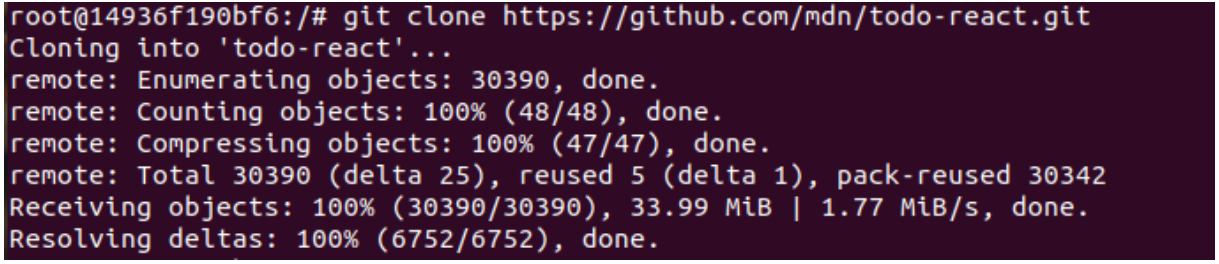 root@14936f190bf6:/# git clone https://github.com/mdn/todo-react.git
Cloning into 'todo-react'...
remote: Enumerating objects: 30390, done.
remote: Counting objects: 100% (48/48), done.
remote: Compressing objects: 100% (47/47), done.
remote: Total 30390 (delta 25), reused 5 (delta 1), pack-reused 30342
Receiving objects: 100% (30390/30390), 33.99 MiB | 1.77 MiB/s, done.
Resolving deltas: 100% (6752/6752), done.